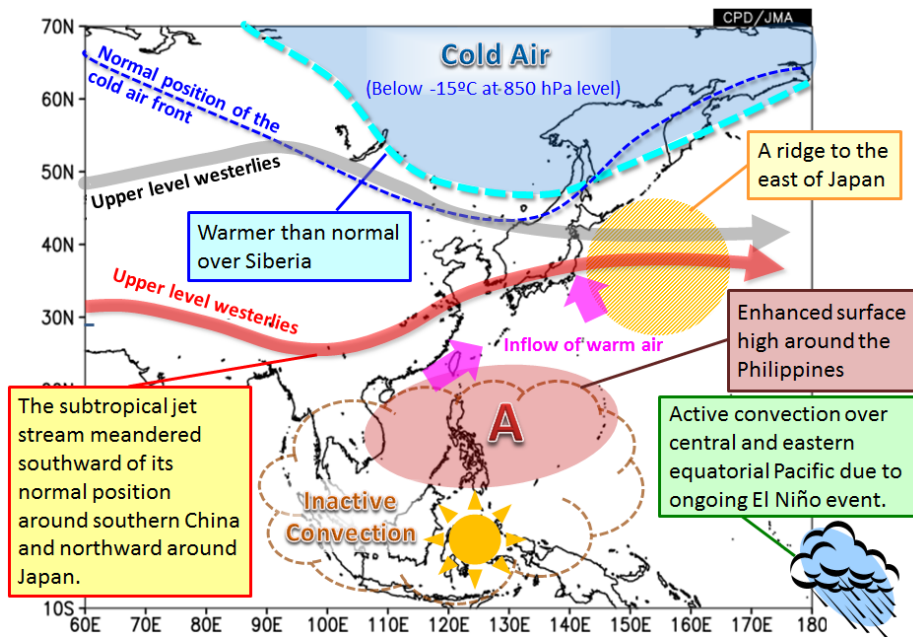 CPD/JMA
70N
60N
50N
40N
30N
10N
EQ
10S
Cold Air
(Below -15ºC at 850 hPa level)
Normal position of the
cold air front
Upper level westerlies
A ridge to the
east of Japan
Warmer than normal
over Siberia
Upper level westerlies
Inflow of warm air
Enhanced surface
high around the
Philippines
The subtropical jet
stream meandered
southward of its
normal position
around southern China
and northward around
Japan.
A
Inactive
Convection
Active convection over
central and eastern
equatorial Pacific due to
ongoing El Niño event.
60E
70E
80E
90E
100E
110E
120E
130E
140E
150E
160E
170E
180